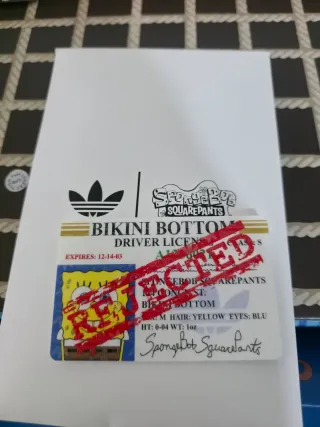 SPONGEBOB
SQUAREPANTS
BIKINI BOTTOM
DRIVER LICENSE
EXPIRES: 12-14-03
REJECTED
BIKINI BOTTOM
HAIR: YELLOW EYES: BLU
HT: 0-04 WT: 1oz
SpongeBob SquarePants